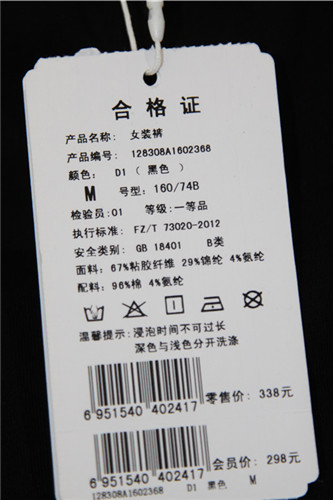 合格证
产品名称: 女装裤
产品编号: 128308A1602368
颜色: D1 ( 黑色 )
M 号型: 160/74B
检验员:01 等级:一等品
执行标准: FZ/T 73020-2012
安全类别: GB 18401 B类
面料: 67%粘胶纤维 29%锦纶 4%氨纶
配料: 96%棉 4%氨纶
温馨提示:浸泡时间不可过长
深色与浅色分开洗涤
6 951540 402417 零售价: 338元
6 951540 402417 会员价: 298元
128308A1602368 D1 黑色 M